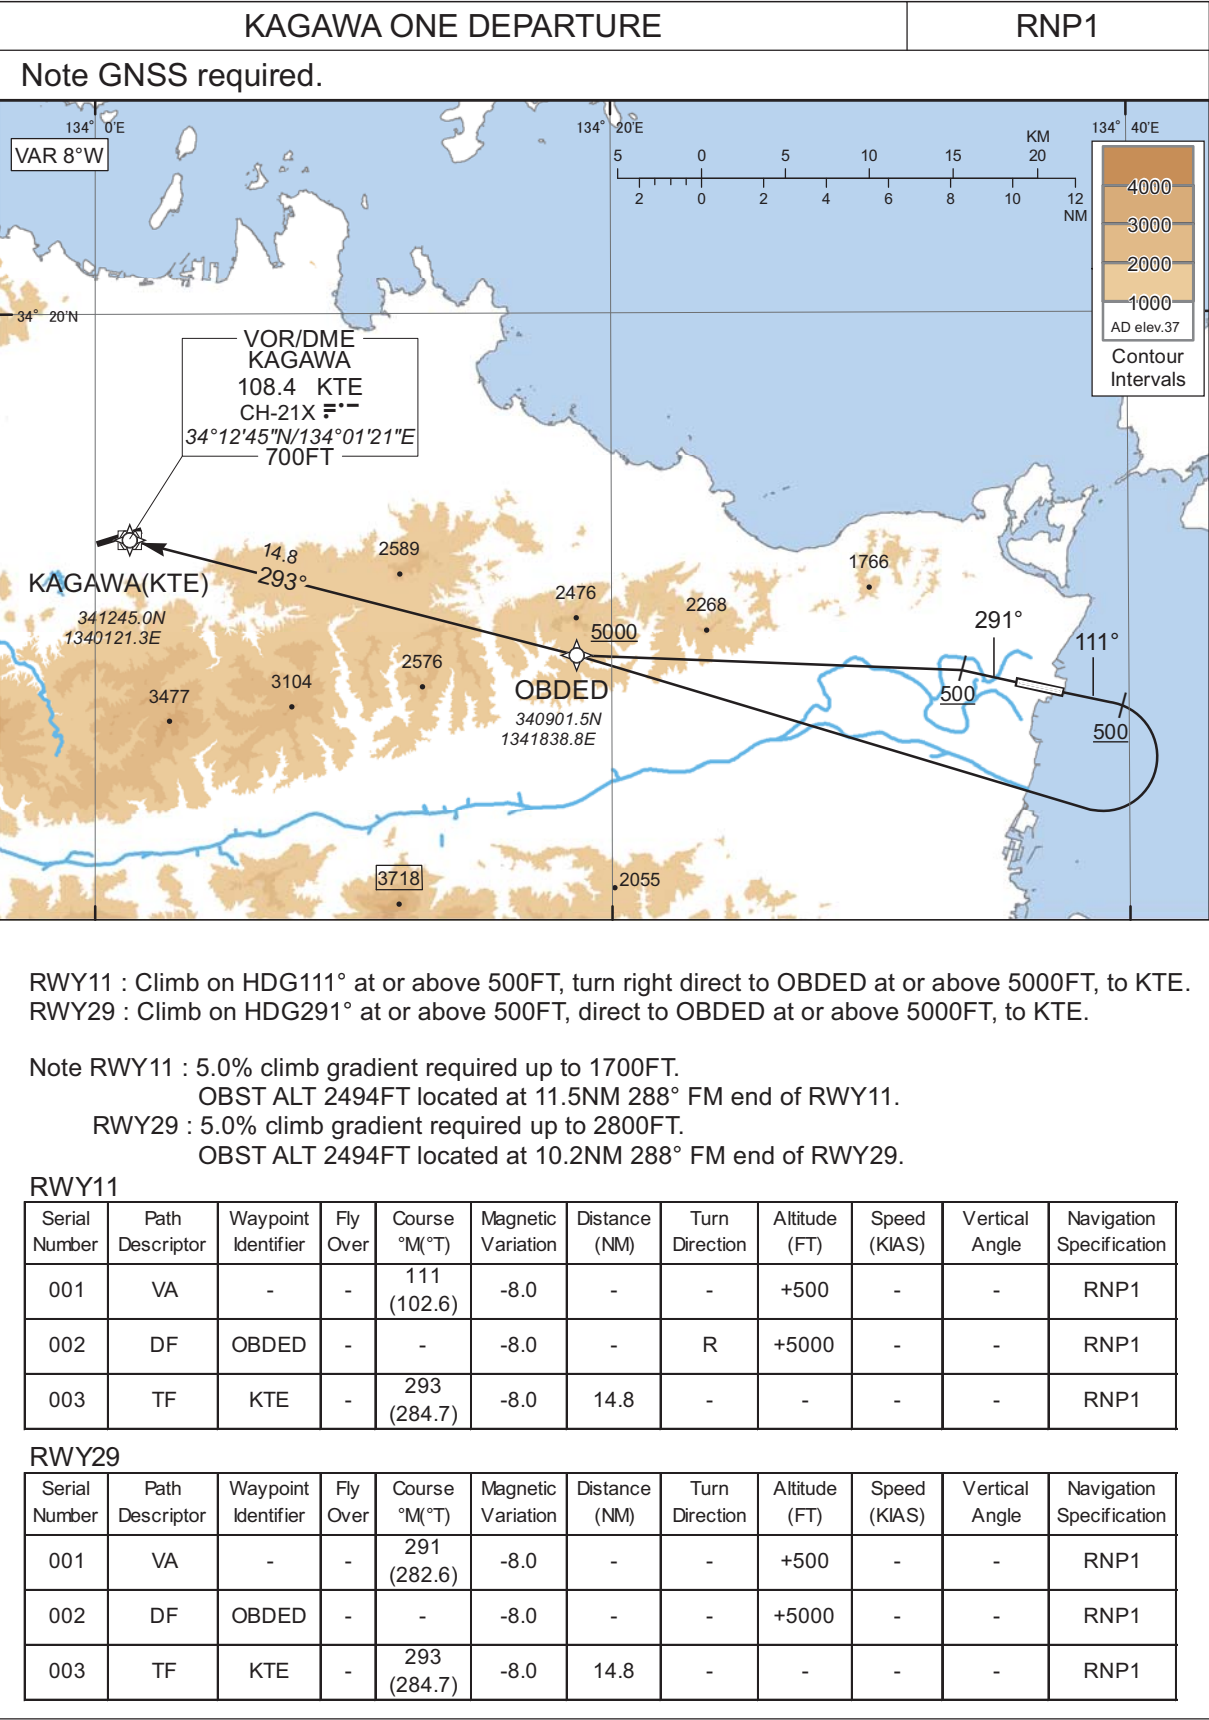 KAGAWA ONE DEPARTURE
RNP1
Note GNSS required.
134° 0'E
134° 20'E
134° 40'E
VAR 8°W
KM
5 0 5 10 15 20
2 0 2 4 6 8 10 12
NM
4000
3000
2000
1000
AD elev.37
Contour
Intervals
34° 20'N
VOR/DME
KAGAWA
108.4 KTE
CH-21X
34°12'45"N/134°01'21"E
700FT
14.8
293°
2589
1766
KAGAWA(KTE)
341245.0N
1340121.3E
2476
2268
5000
291°
111°
2576
3104
3477
OBDED
340901.5N
1341838.8E
500
500
3718
2055
RWY11 : Climb on HDG111° at or above 500FT, turn right direct to OBDED at or above 5000FT, to KTE.
RWY29 : Climb on HDG291° at or above 500FT, direct to OBDED at or above 5000FT, to KTE.
Note RWY11 : 5.0% climb gradient required up to 1700FT.
OBST ALT 2494FT located at 11.5NM 288° FM end of RWY11.
RWY29 : 5.0% climb gradient required up to 2800FT.
OBST ALT 2494FT located at 10.2NM 288° FM end of RWY29.
RWY11
Serial Path Waypoint Fly Course Magnetic Distance Turn Altitude Speed Vertical Navigation
Number Descriptor Identifier Over °M(°T) Variation (NM) Direction (FT) (KIAS) Angle Specification
001 VA - - 111 (102.6) -8.0 - - +500 - - RNP1
002 DF OBDED - - -8.0 - R +5000 - - RNP1
003 TF KTE - 293 (284.7) -8.0 14.8 - - - - RNP1
RWY29
Serial Path Waypoint Fly Course Magnetic Distance Turn Altitude Speed Vertical Navigation
Number Descriptor Identifier Over °M(°T) Variation (NM) Direction (FT) (KIAS) Angle Specification
001 VA - - 291 (282.6) -8.0 - - +500 - - RNP1
002 DF OBDED - - -8.0 - - +5000 - - RNP1
003 TF KTE - 293 (284.7) -8.0 14.8 - - - - RNP1